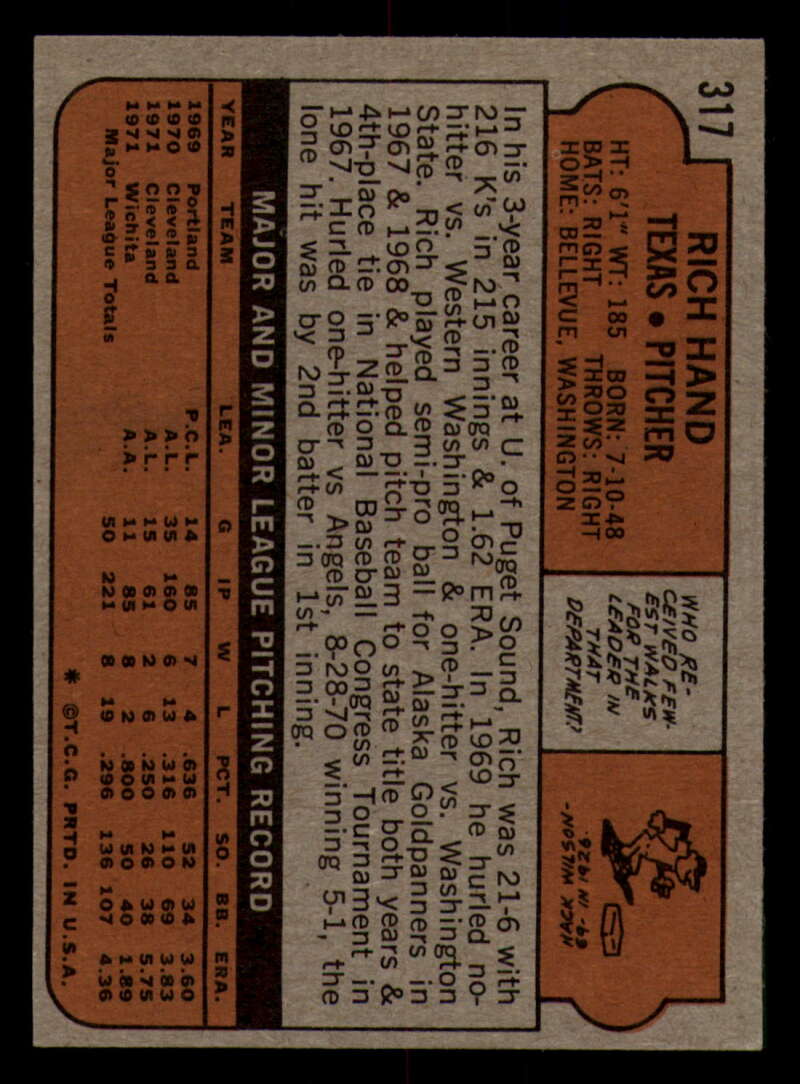 317
RICH HAND
TEXAS • PITCHER
HT: 6'1" WT: 185 BORN: 7-10-48
BATS: RIGHT THROWS: RIGHT
HOME: BELLEVUE, WASHINGTON
WHO RE-
CEIVED FEW-
EST WALKS
FOR THE
LEADER IN
THAT
DEPARTMENT?
HACK WILSON-
69- IN 1926.
In his 3-year career at U. of Puget Sound, Rich was 21-6 with
216 K's in 215 innings & 1.62 ERA. In 1969 he hurled no-
hitter vs. Western Washington & one-hitter vs. Washington
State. Rich played semi-pro ball for Alaska Goldpanners in
1967 & 1968 & helped pitch team to state title both years &
4th-place tie in National Baseball Congress Tournament in
1967. Hurled one-hitter vs Angels, 8-28-70 winning 5-1, the
lone hit was by 2nd batter in 1st inning.
MAJOR AND MINOR LEAGUE PITCHING RECORD
YEAR TEAM LEA. G IP W L PCT. SO. BB. ERA.
1969 Portland P.C.L. 14 85 7 4 .636 52 34 3.60
1970 Cleveland A.L. 35 160 6 13 .316 110 69 3.83
1971 Cleveland A.L. 15 61 2 6 .250 26 38 5.75
1971 Wichita A.A. 11 85 8 2 .800 50 40 1.89
Major League Totals 50 221 8 19 .296 136 107 4.36
* ©T.C.G. PRTD. IN U.S.A.